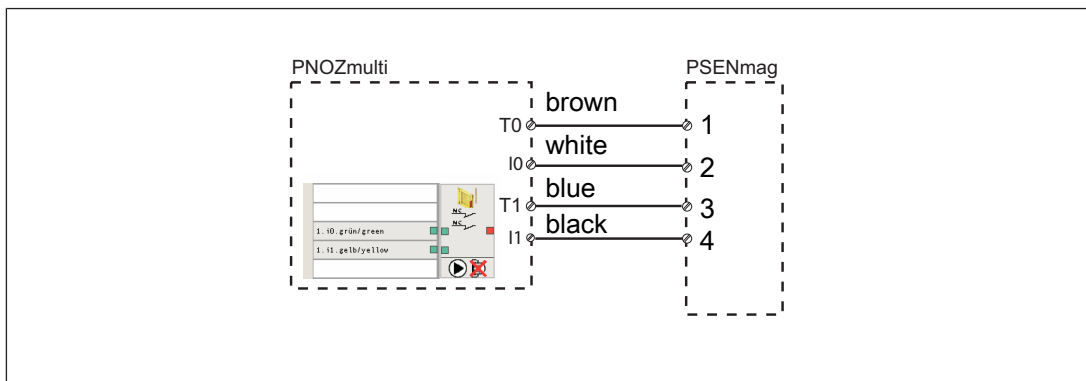 PNOZmulti
PSENmag
brown
T0
1
white
I0
2
blue
T1
3
black
I1
4
NC
NC
1. i0.grün/green
1. i1.gelb/yellow